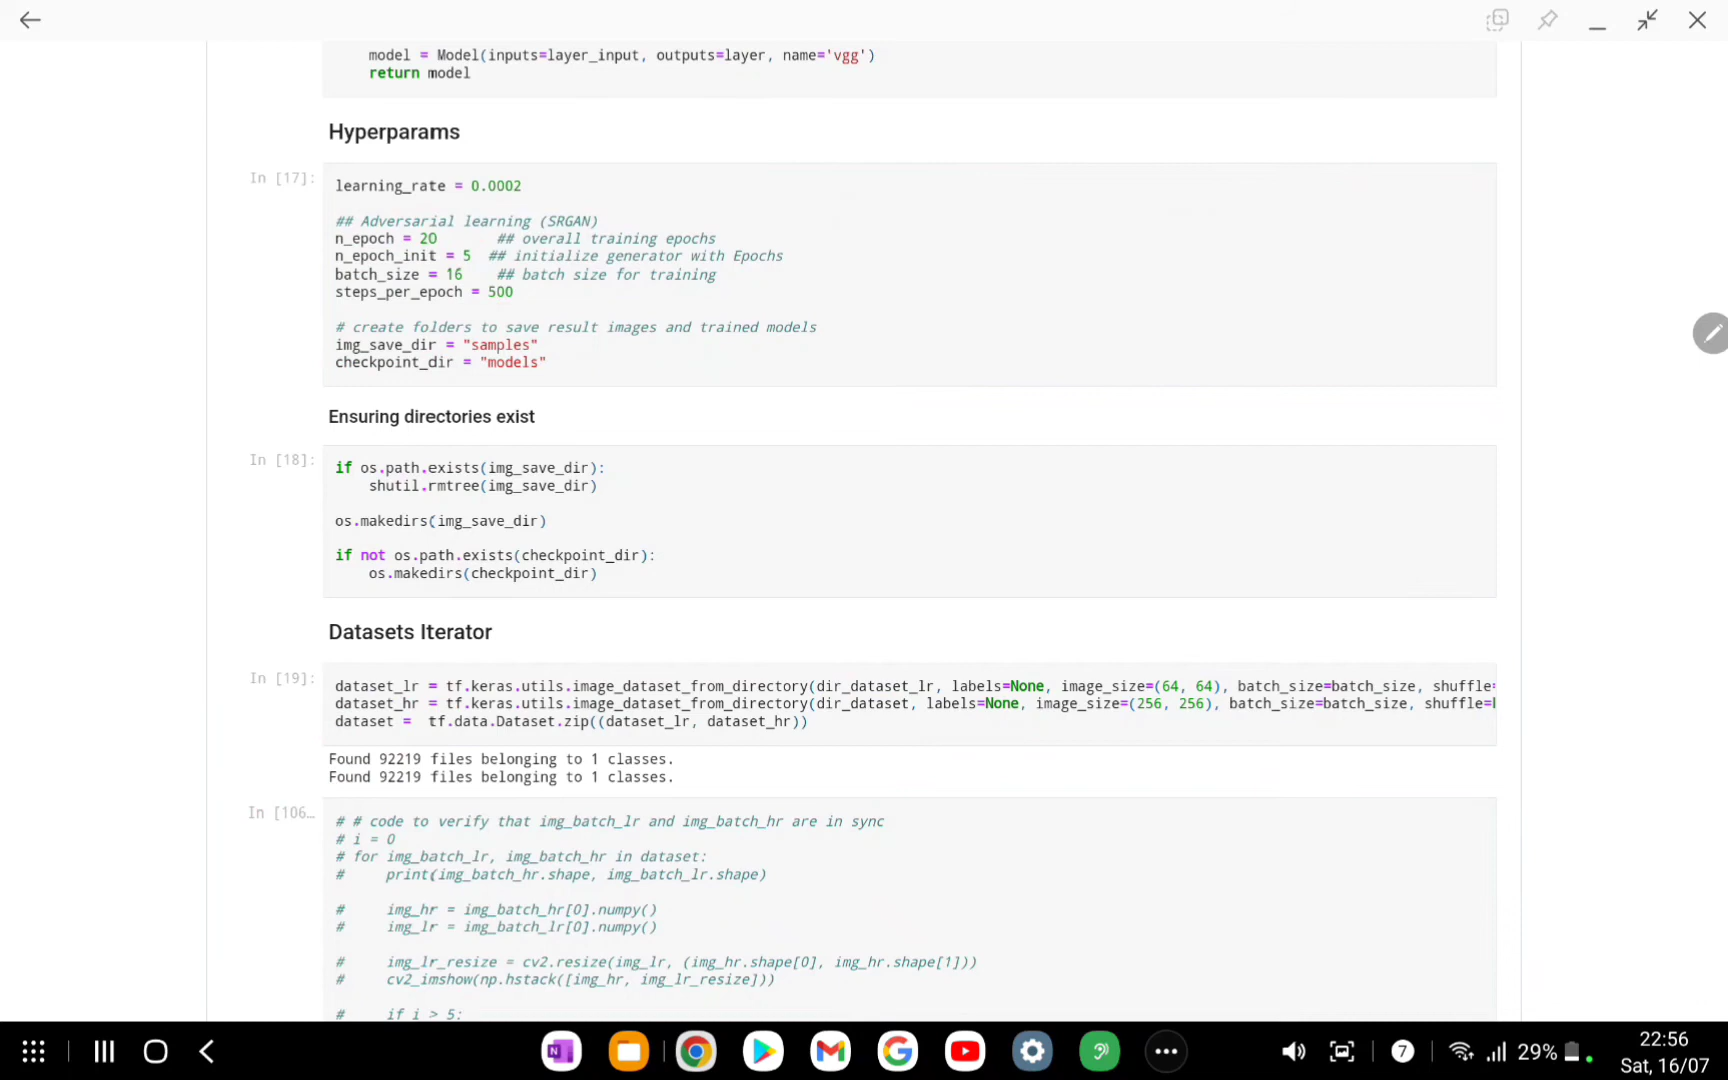 model = Model(inputs=layer_input, outputs=layer, name='vgg')
return model
Hyperparams
In [17]:
learning_rate = 0.0002
## Adversarial learning (SRGAN)
n_epoch = 20 ## overall training epochs
n_epoch_init = 5 ## initialize generator with Epochs
batch_size = 16 ## batch size for training
steps_per_epoch = 500
# create folders to save result images and trained models
img_save_dir = "samples"
checkpoint_dir = "models"
Ensuring directories exist
In [18]:
if os.path.exists(img_save_dir):
shutil.rmtree(img_save_dir)
os.makedirs(img_save_dir)
if not os.path.exists(checkpoint_dir):
os.makedirs(checkpoint_dir)
Datasets Iterator
In [19]:
dataset_lr = tf.keras.utils.image_dataset_from_directory(dir_dataset_lr, labels=None, image_size=(64, 64), batch_size=batch_size, shuffle=
dataset_hr = tf.keras.utils.image_dataset_from_directory(dir_dataset, labels=None, image_size=(256, 256), batch_size=batch_size, shuffle=
dataset = tf.data.Dataset.zip((dataset_lr, dataset_hr))
Found 92219 files belonging to 1 classes.
Found 92219 files belonging to 1 classes.
In [106…
# # code to verify that img_batch_lr and img_batch_hr are in sync
# i = 0
# for img_batch_lr, img_batch_hr in dataset:
# print(img_batch_hr.shape, img_batch_lr.shape)
# img_hr = img_batch_hr[0].numpy()
# img_lr = img_batch_lr[0].numpy()
# img_lr_resize = cv2.resize(img_lr, (img_hr.shape[0], img_hr.shape[1]))
# cv2_imshow(np.hstack([img_hr, img_lr_resize]))
# if i > 5:
7
29%
22:56
Sat, 16/07